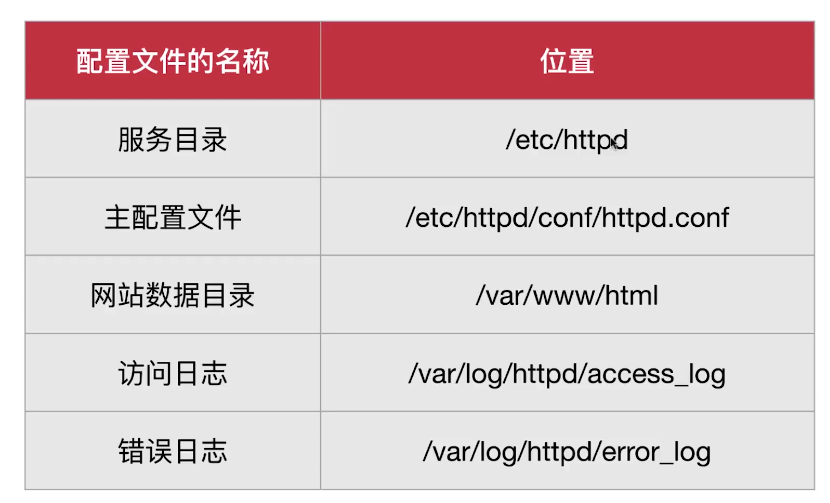 配置文件的名称 位置
服务目录 /etc/httpd
主配置文件 /etc/httpd/conf/httpd.conf
网站数据目录 /var/www/html
访问日志 /var/log/httpd/access_log
错误日志 /var/log/httpd/error_log